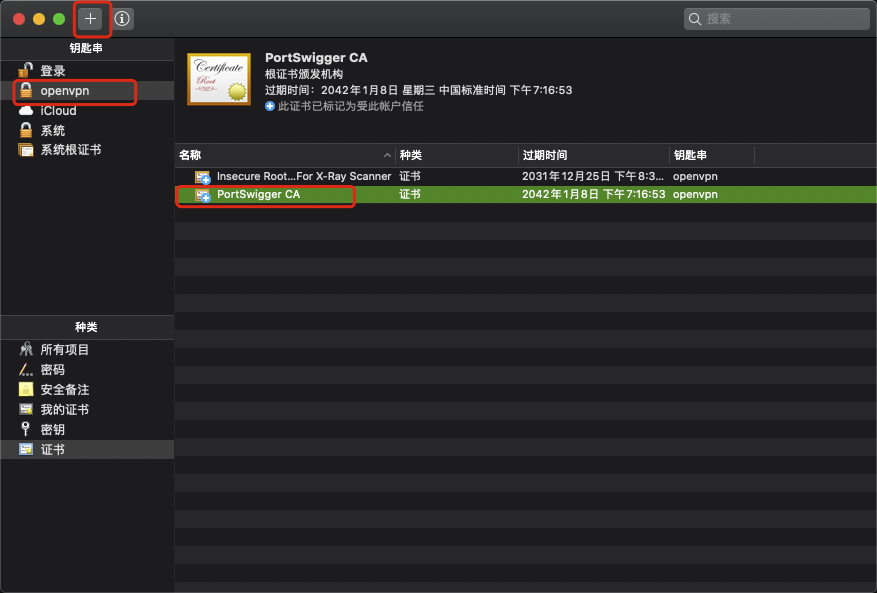 搜索
钥匙串
登录
openvpn
iCloud
系统
系统根证书
Certificate
Root
PortSwigger CA
根证书颁发机构
过期时间：2042年1月8日 星期三 中国标准时间 下午7:16:53
此证书已标记为受此帐户信任
名称 种类 过期时间 钥匙串
Insecure Root...For X-Ray Scanner 证书 2031年12月25日 下午8:3... openvpn
PortSwigger CA 证书 2042年1月8日 下午7:16:53 openvpn
种类
所有项目
密码
安全备注
我的证书
密钥
证书